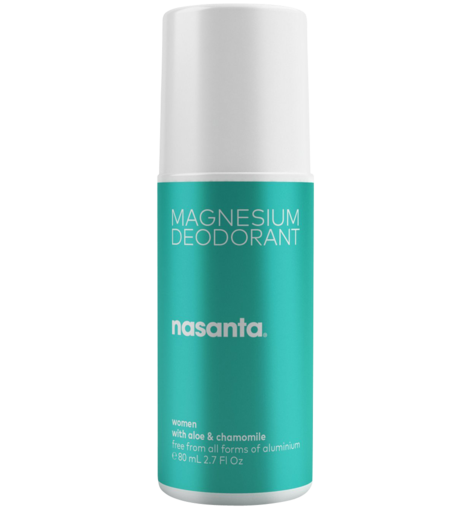 MAGNESIUM
DEODORANT
nasanta®
women
with aloe & chamomile
free from all forms of aluminium
℮ 80 mL 2.7 Fl Oz